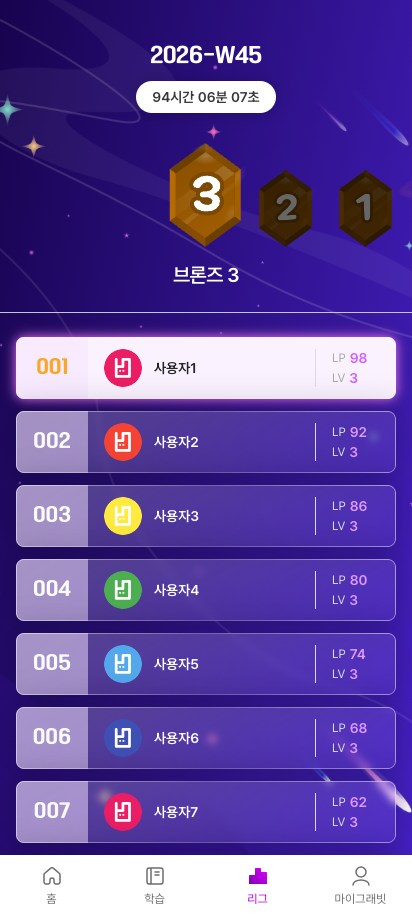 2026-W45
94시간 06분 07초
3
2
1
브론즈 3
001
사용자1
LP 98
LV 3
002
사용자2
LP 92
LV 3
003
사용자3
LP 86
LV 3
004
사용자4
LP 80
LV 3
005
사용자5
LP 74
LV 3
006
사용자6
LP 68
LV 3
007
사용자7
LP 62
LV 3
홈
학습
리그
마이그래빗